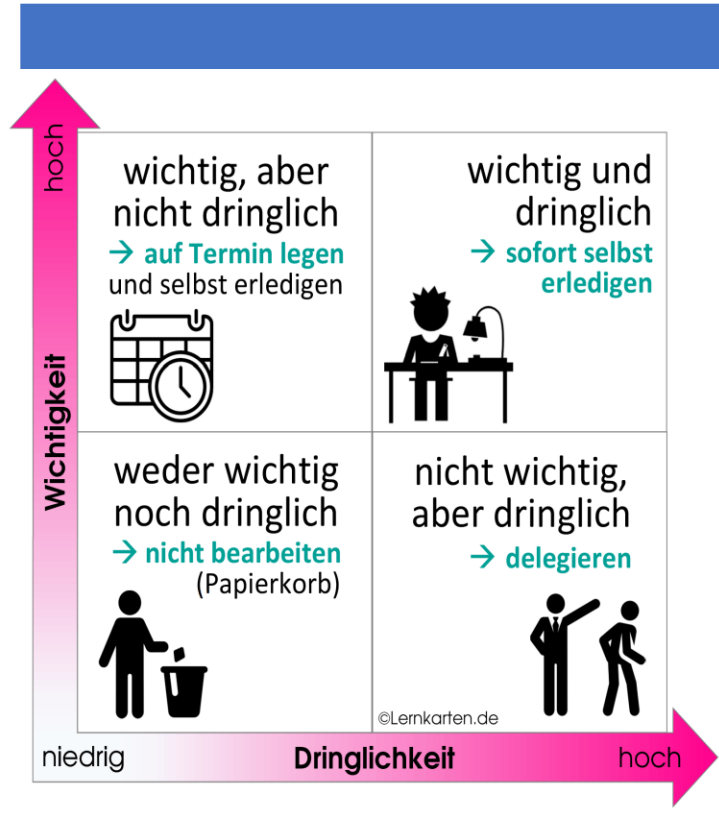 hoch
Wichtigkeit
wichtig, aber
nicht dringlich
→ auf Termin legen
und selbst erledigen
wichtig und
dringlich
→ sofort selbst
erledigen
weder wichtig
noch dringlich
→ nicht bearbeiten
(Papierkorb)
nicht wichtig,
aber dringlich
→ delegieren
©Lernkarten.de
niedrig
Dringlichkeit
hoch